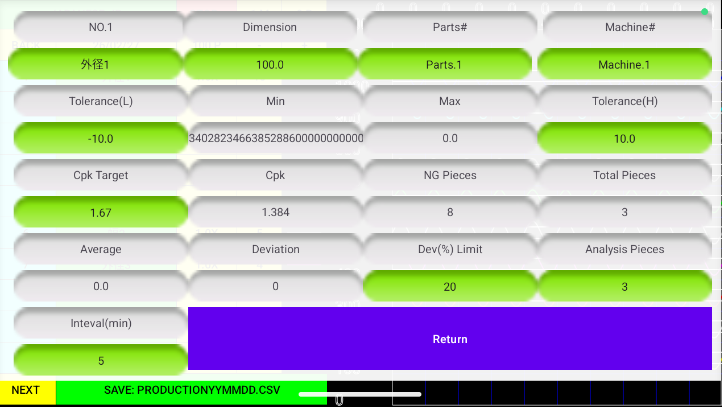 NO.1 Dimension Parts# Machine#
外径1 100.0 Parts.1 Machine.1
Tolerance(L) Min Max Tolerance(H)
-10.0 34028234663852886000000000000 0.0 10.0
Cpk Target Cpk NG Pieces Total Pieces
1.67 1.384 8 3
Average Deviation Dev(%) Limit Analysis Pieces
0.0 0 20 3
Inteval(min)
Return
5
NEXT SAVE: PRODUCTIONYYMMDD.CSV